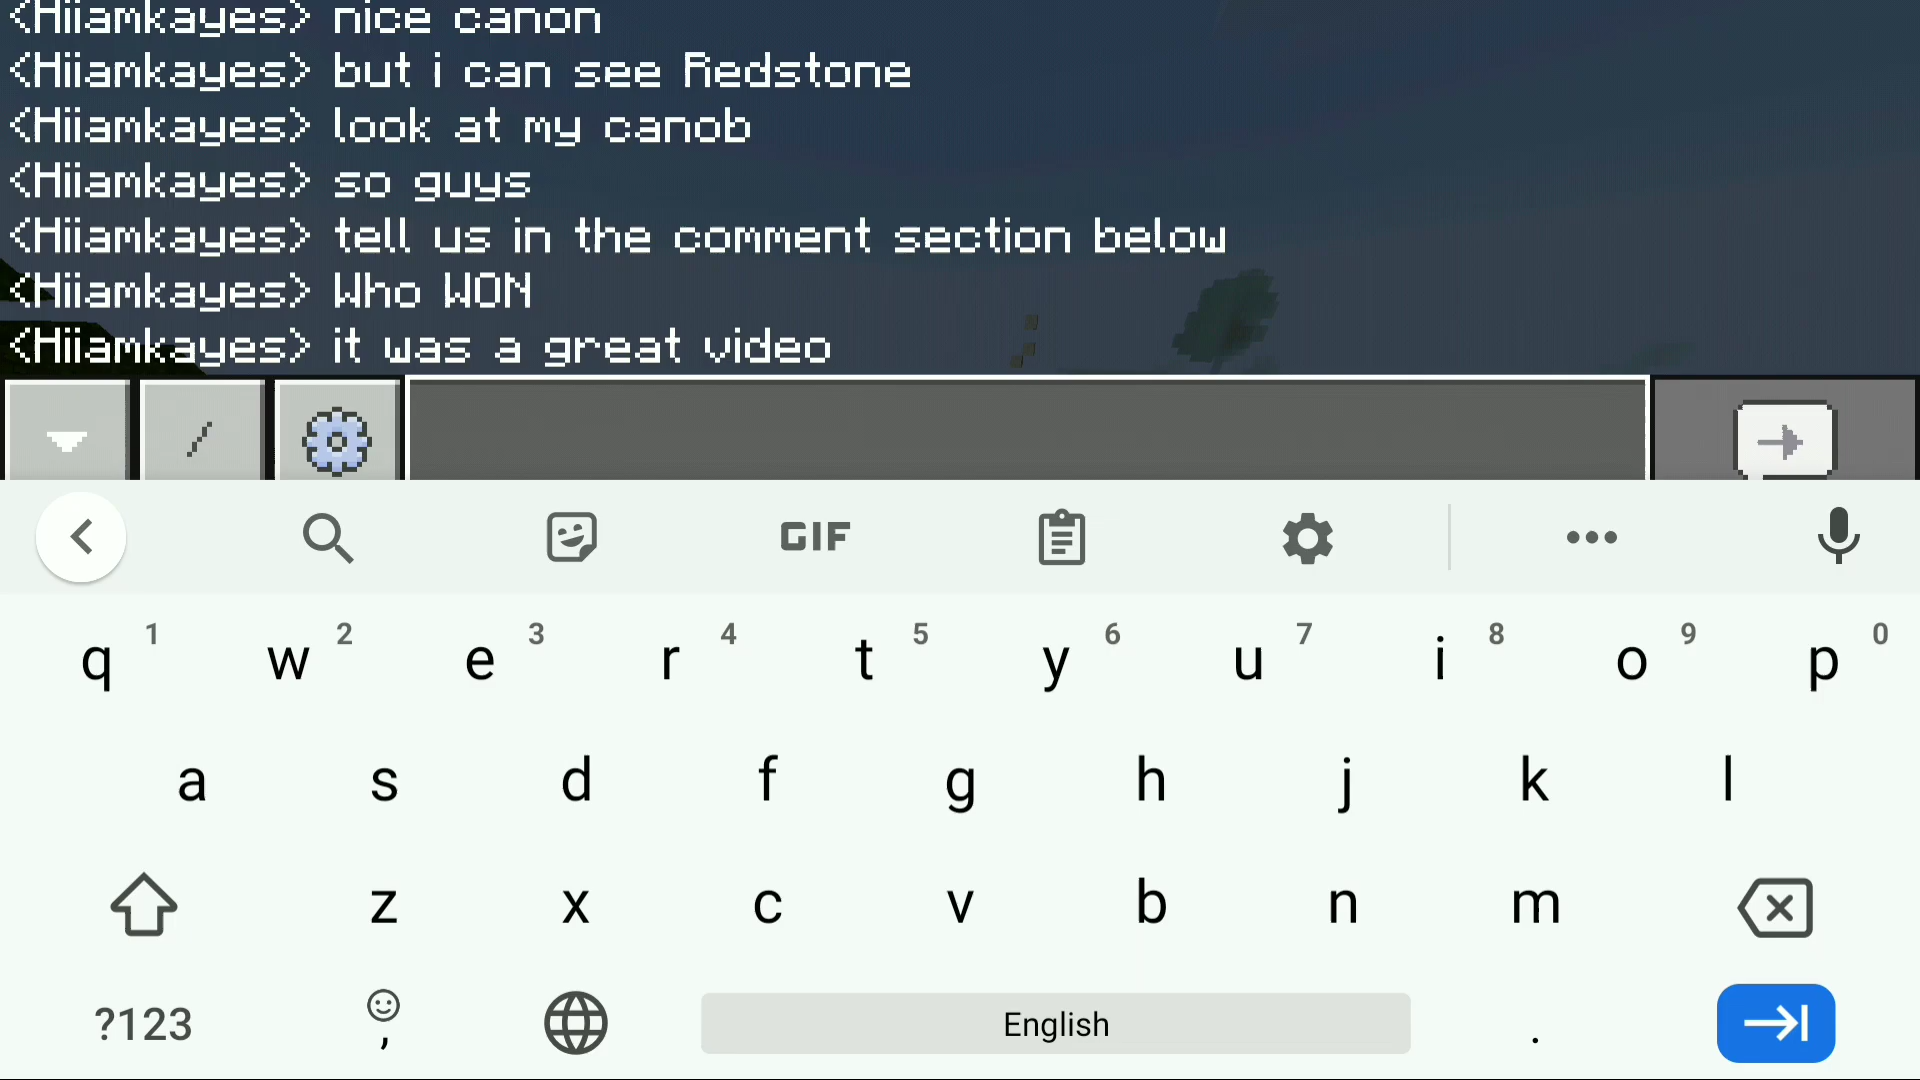 <Hiiamkayes> nice canon
<Hiiamkayes> but i can see Redstone
<Hiiamkayes> look at my canob
<Hiiamkayes> so guys
<Hiiamkayes> tell us in the comment section below
<Hiiamkayes> Who WON
<Hiiamkayes> it was a great video
/
GIF
q 1 w 2 e 3 r 4 t 5 y 6 u 7 i 8 o 9 p 0
a s d f g h j k l
z x c v b n m
?123 , English .